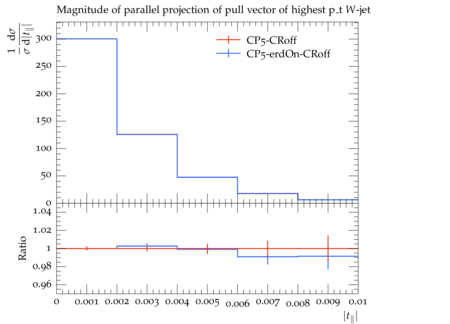 Magnitude of parallel projection of pull vector of highest p_t W-jet
1/σ dσ/d|t∥|
CP5-CRoff
CP5-erdOn-CRoff
300
250
200
150
100
50
0
Ratio
1.04
1.02
1
0.98
0.96
0 0.001 0.002 0.003 0.004 0.005 0.006 0.007 0.008 0.009 0.01
|t∥|